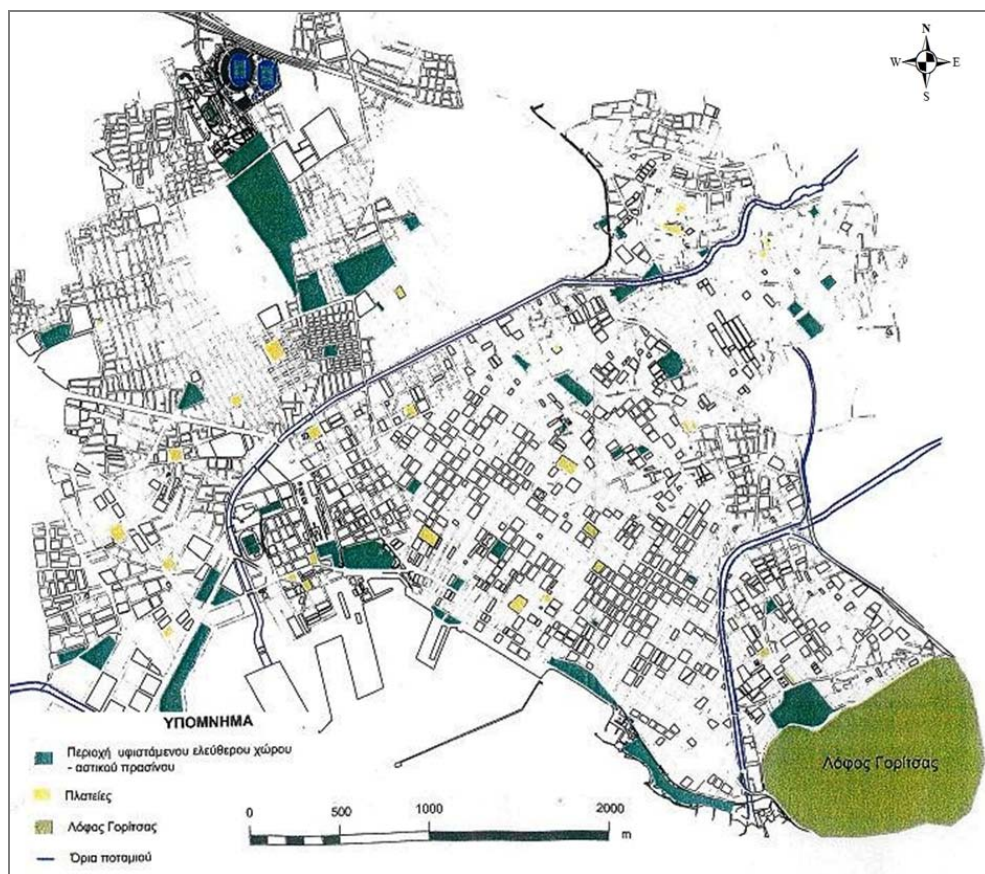 N
W E
S
Λόφος Γορίτσας
ΥΠΟΜΝΗΜΑ
Περιοχή υφιστάμενου ελεύθερου χώρου
- αστικού πρασίνου
Πλατείες
Λόφος Γορίτσας
Όρια ποταμιού
0 500 1000 2000
m